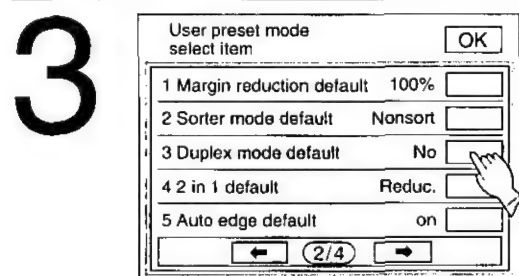 3
User preset mode
select item
OK
1 Margin reduction default 100%
2 Sorter mode default Nonsort
3 Duplex mode default No
4 2 in 1 default Reduc.
5 Auto edge default on
← 2/4 →